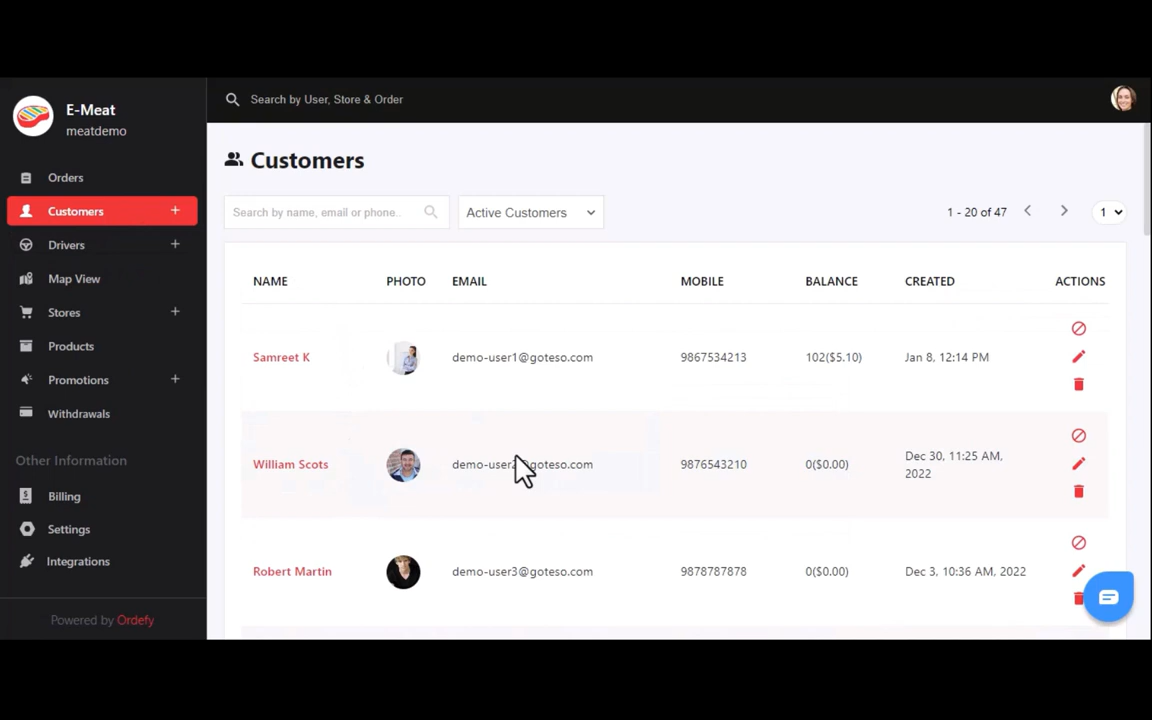 E-Meat
meatdemo
Search by User, Store & Order
Orders
Customers +
Drivers +
Map View
Stores +
Products
Promotions +
Withdrawals
Other Information
Billing
Settings
Integrations
Powered by Ordefy
Customers
Search by name, email or phone..
Active Customers
1 - 20 of 47
1
NAME PHOTO EMAIL MOBILE BALANCE CREATED ACTIONS
Samreet K demo-user1@goteso.com 9867534213 102($5.10) Jan 8, 12:14 PM
William Scots demo-user2@goteso.com 9876543210 0($0.00) Dec 30, 11:25 AM,
2022
Robert Martin demo-user3@goteso.com 9878787878 0($0.00) Dec 3, 10:36 AM, 2022